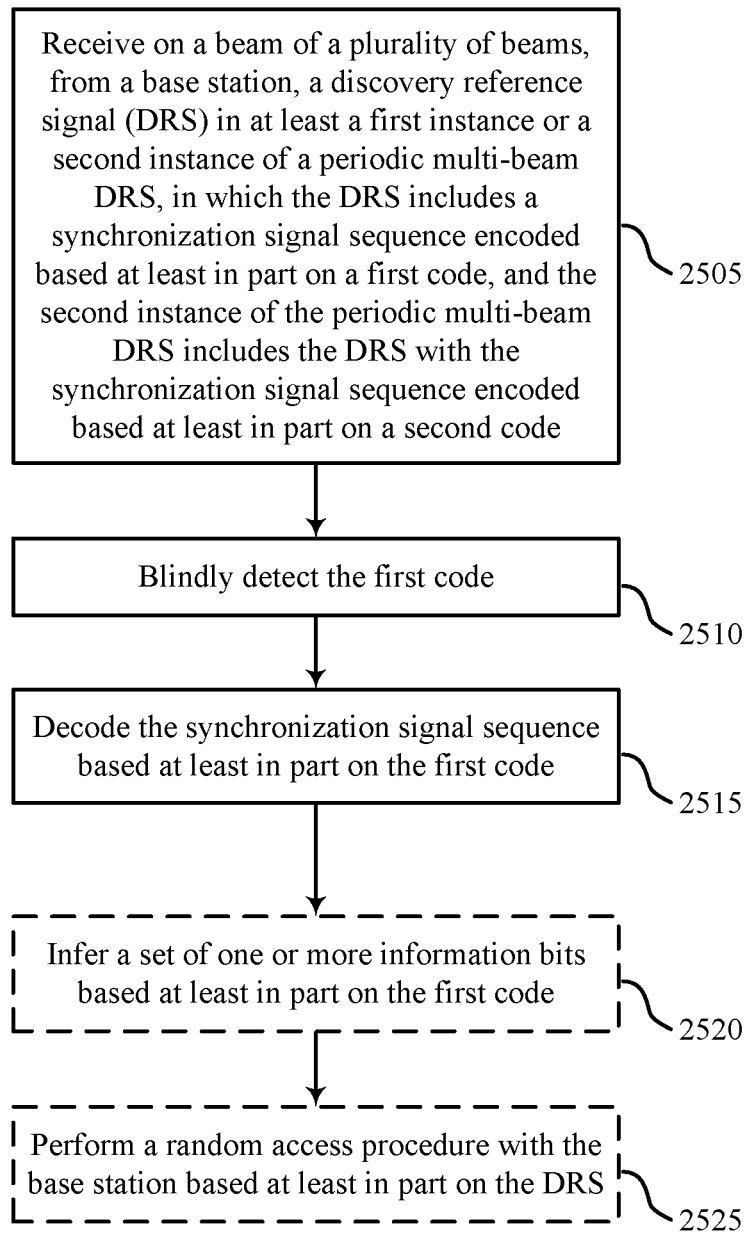 Receive on a beam of a plurality of beams,
from a base station, a discovery reference
signal (DRS) in at least a first instance or a
second instance of a periodic multi-beam
DRS, in which the DRS includes a
synchronization signal sequence encoded
based at least in part on a first code, and the
second instance of the periodic multi-beam
DRS includes the DRS with the
synchronization signal sequence encoded
based at least in part on a second code
2505
Blindly detect the first code
2510
Decode the synchronization signal sequence
based at least in part on the first code
2515
Infer a set of one or more information bits
based at least in part on the first code
2520
Perform a random access procedure with the
base station based at least in part on the DRS
2525